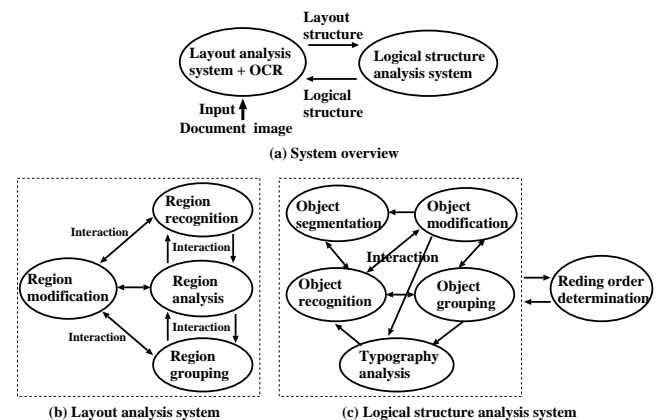 Layout
structure
Layout analysis
system + OCR
Logical structure
analysis system
Input
Logical
structure
Document image
(a) System overview
Region
recognition
Interaction
Interaction
Region
modification
Region
analysis
Interaction
Interaction
Region
grouping
(b) Layout analysis system
Object
segmentation
Object
modification
Interaction
Object
recognition
Object
grouping
Typography
analysis
Reding order
determination
(c) Logical structure analysis system